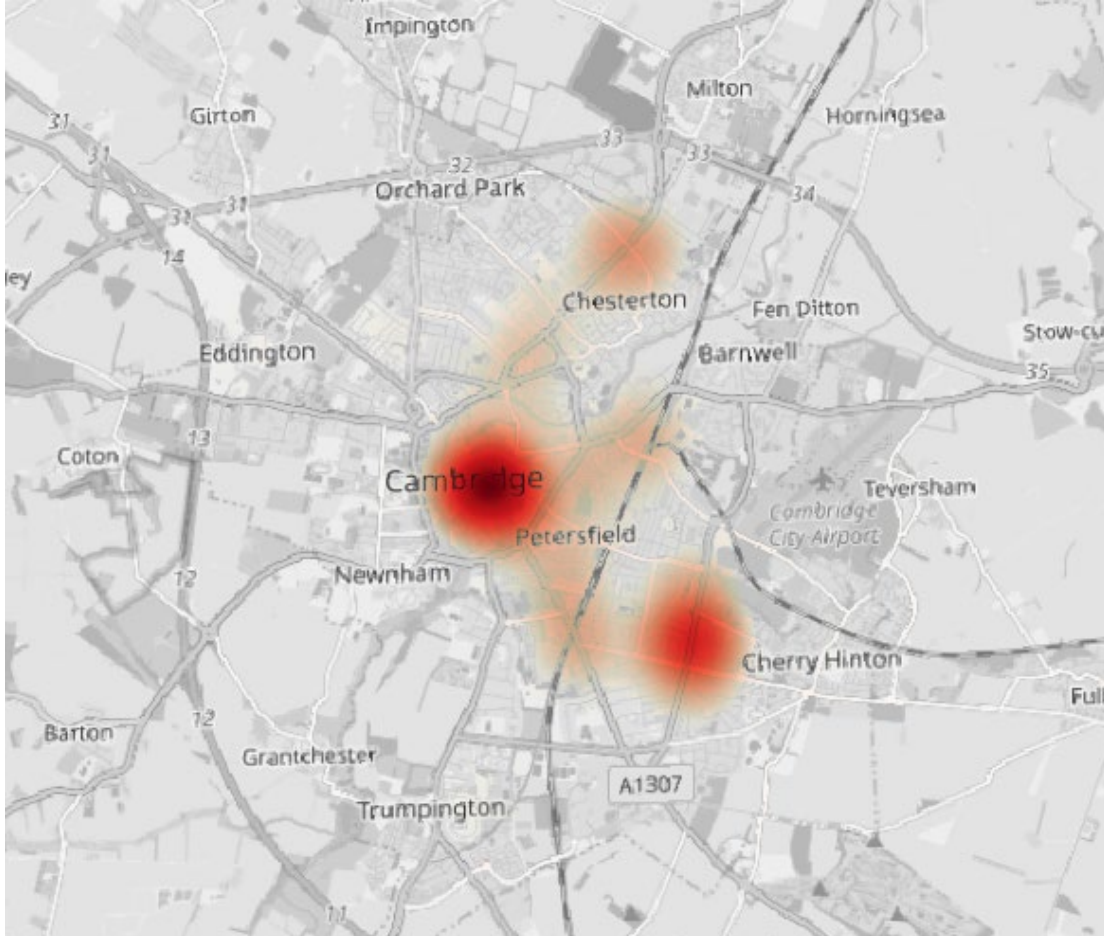 Impington
Milton
Girton
Horningsea
31
33
31
33
32
Orchard Park
34
31
31
14
ley
Chesterton
Fen Ditton
Stow-cu
Eddington
Barnwell
35
13
Coton
Cambridge
Teversham
Cambridge
City Airport
Petersfield
Newnham
12
Cherry Hinton
Full
12
Barton
Grantchester
A1307
Trumpington
11